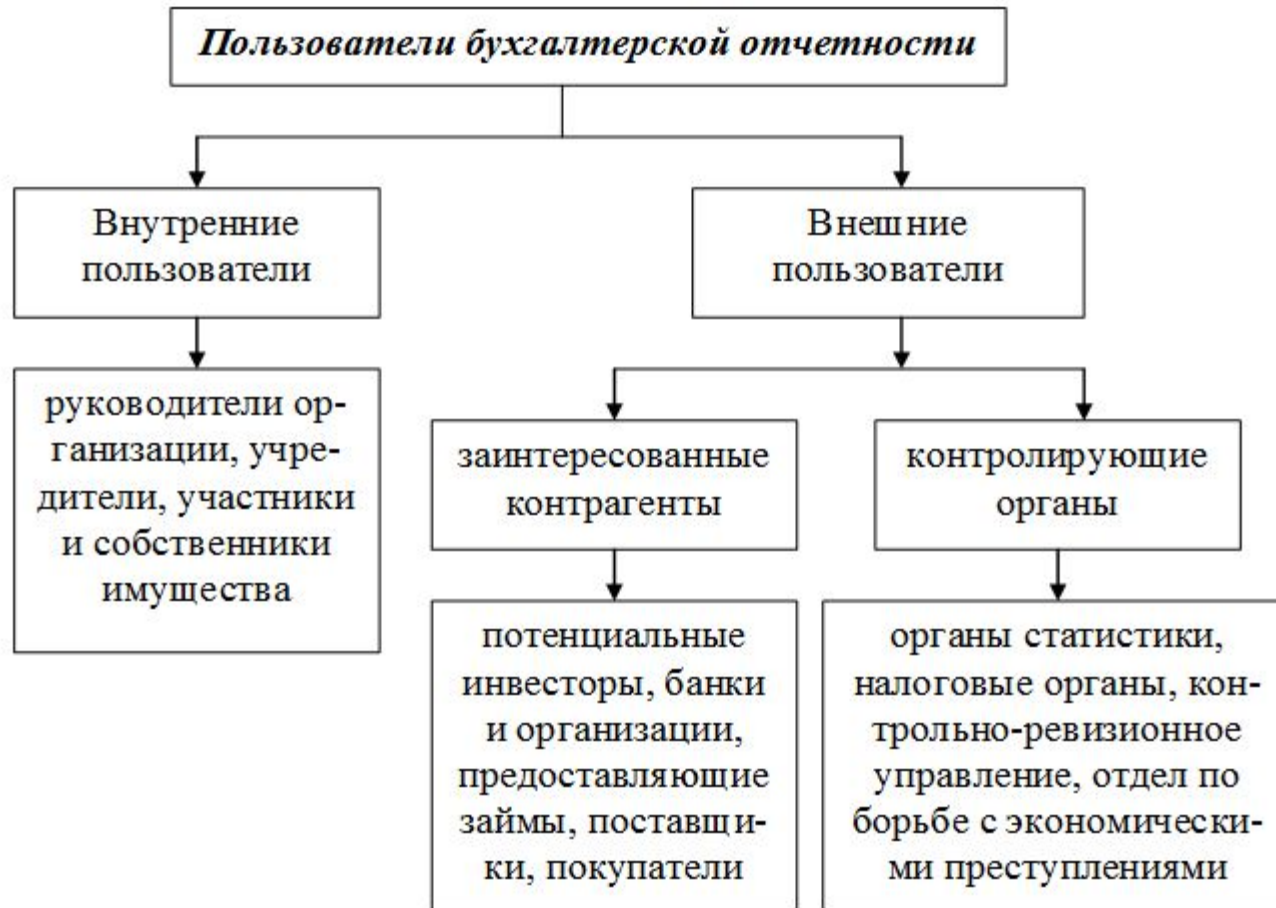 Пользователи бухгалтерской отчетности
Внутренние
пользователи
Внешние
пользователи
руководители ор-
ганизации, учре-
дители, участники
и собственники
имущества
заинтересованные
контрагенты
контролирующие
органы
потенциальные
инвесторы, банки
и организации,
предоставляющие
займы, поставщи-
ки, покупатели
органы статистики,
налоговые органы, кон-
трольно-ревизионное
управление, отдел по
борьбе с экономически-
ми преступлениями